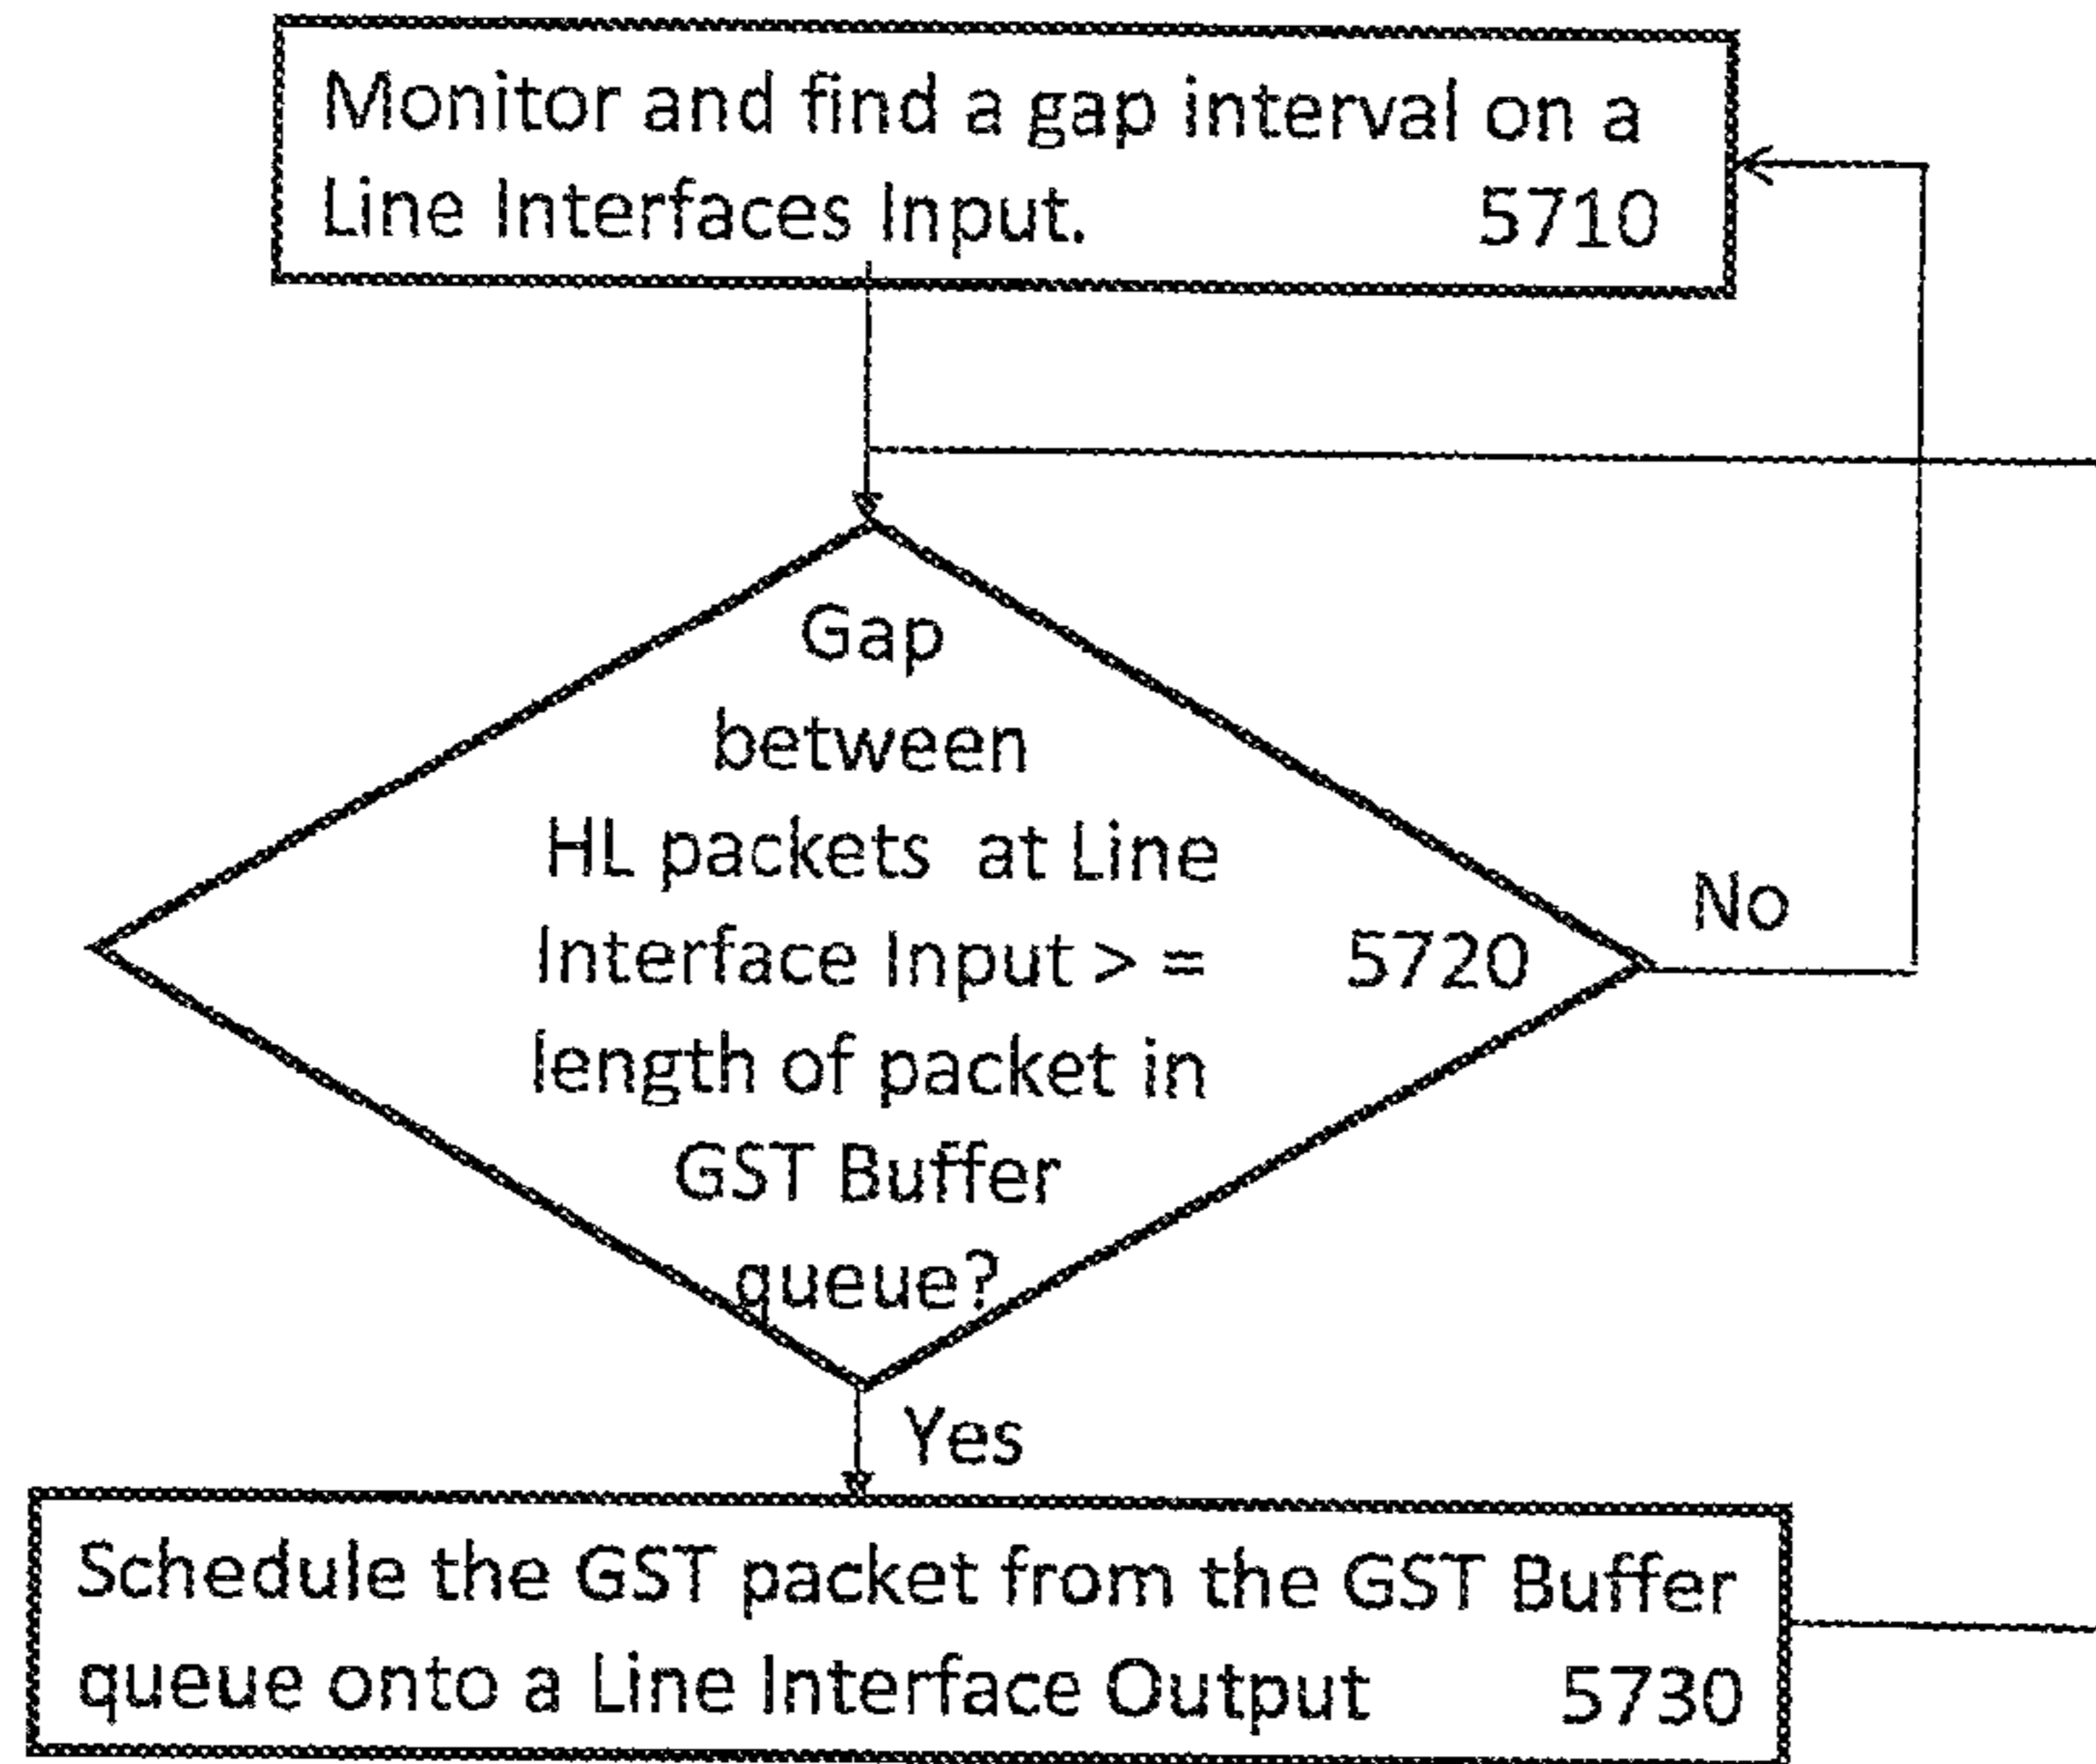 Monitor and find a gap interval on a
Line Interfaces Input. 5710
Gap
between
HL packets at Line
Interface Input > = 5720
length of packet in
GST Buffer
queue?
No
Yes
Schedule the GST packet from the GST Buffer
queue onto a Line Interface Output 5730